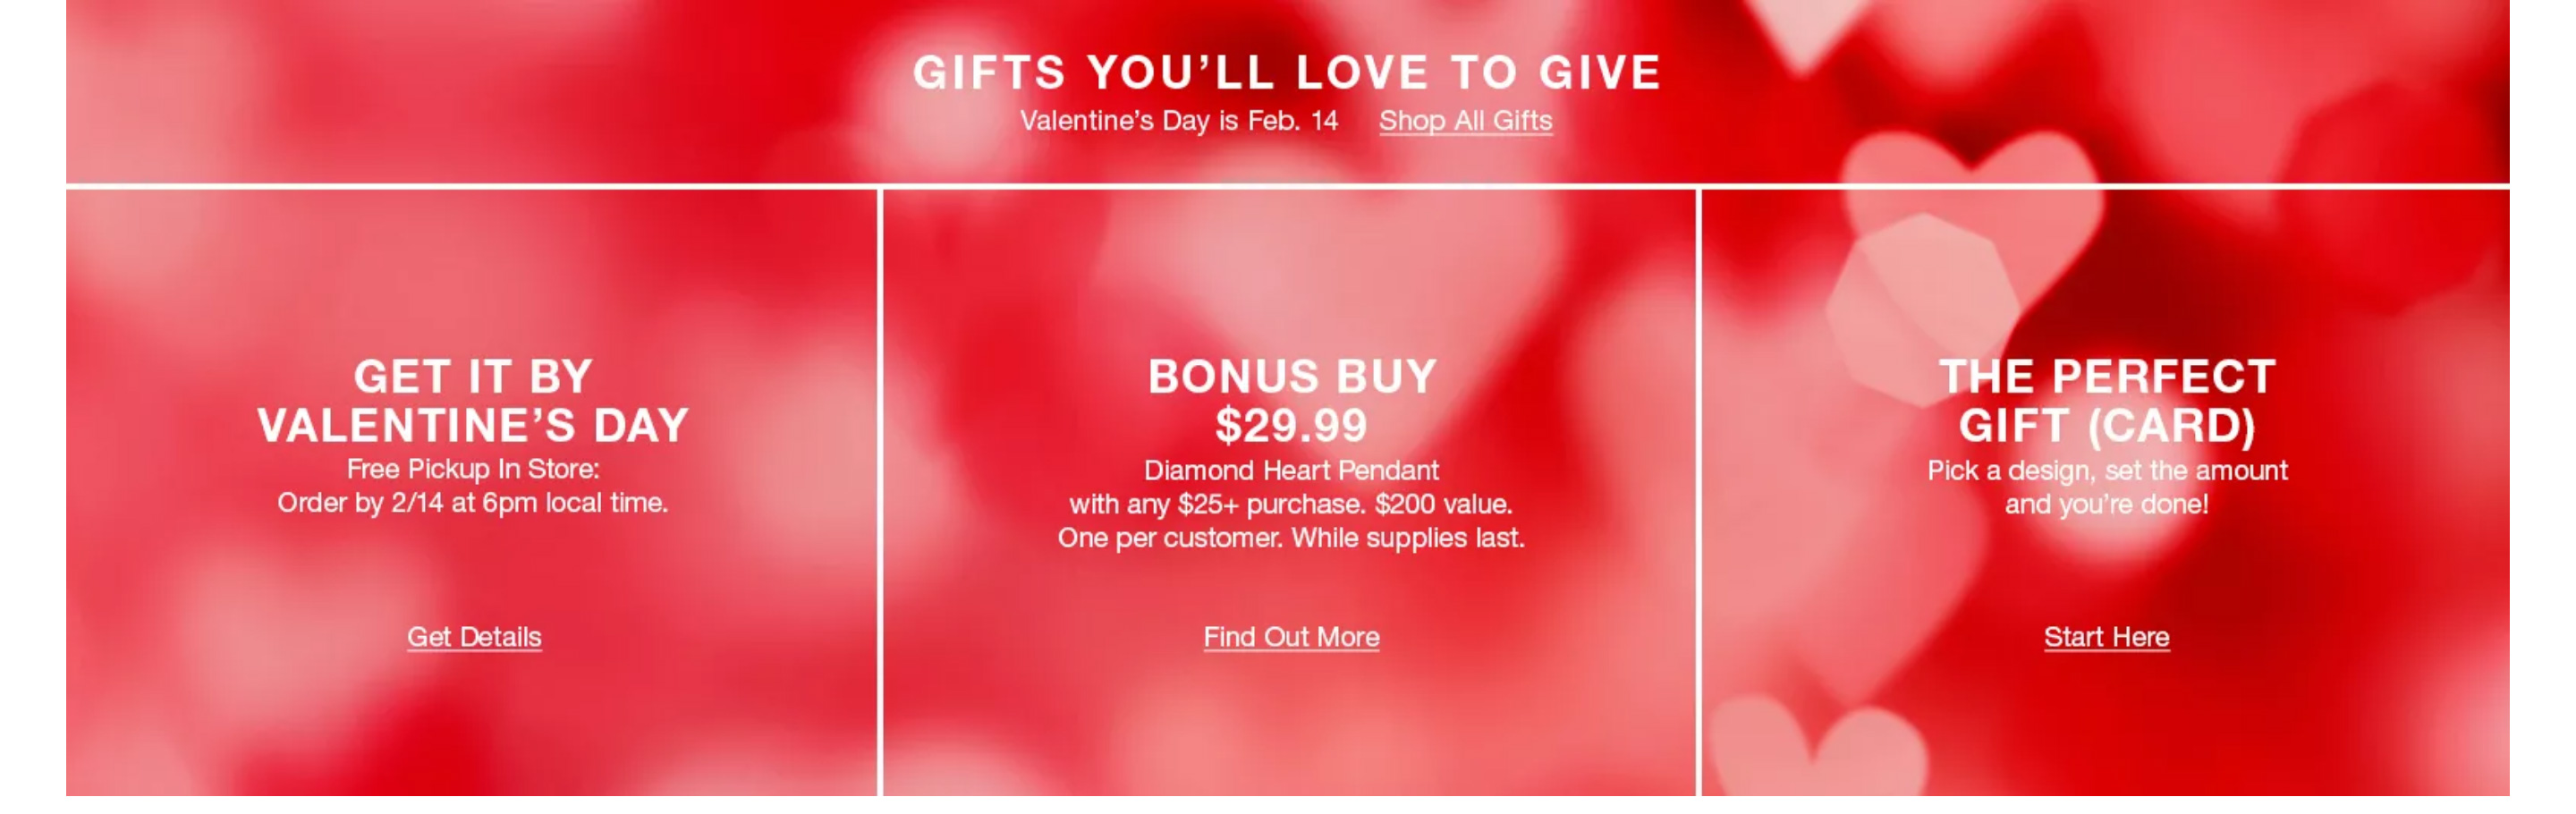 GIFTS YOU’LL LOVE TO GIVE
Valentine’s Day is Feb. 14 Shop All Gifts
GET IT BY
VALENTINE’S DAY
Free Pickup In Store:
Order by 2/14 at 6pm local time.
Get Details
BONUS BUY
$29.99
Diamond Heart Pendant
with any $25+ purchase. $200 value.
One per customer. While supplies last.
Find Out More
THE PERFECT
GIFT (CARD)
Pick a design, set the amount
and you’re done!
Start Here